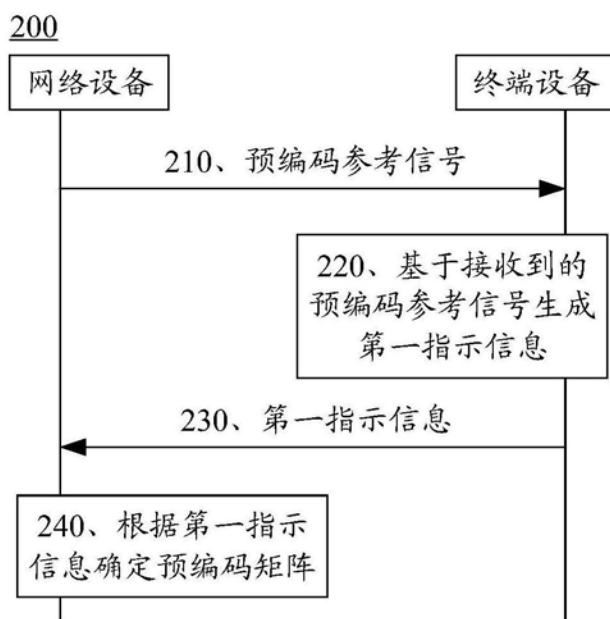 200
网络设备
终端设备
210、预编码参考信号
220、基于接收到的
预编码参考信号生成
第一指示信息
230、第一指示信息
240、根据第一指示
信息确定预编码矩阵